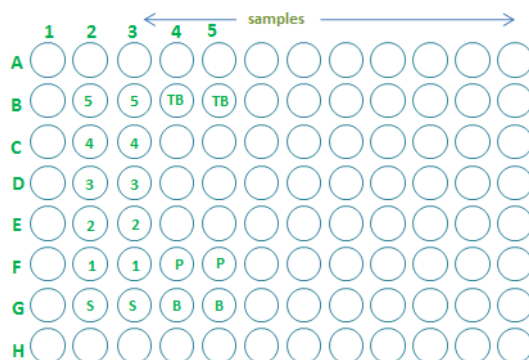 samples
1 2 3 4 5
A
B 5 5 TB TB
C 4 4
D 3 3
E 2 2
F 1 1 P P
G S S B B
H